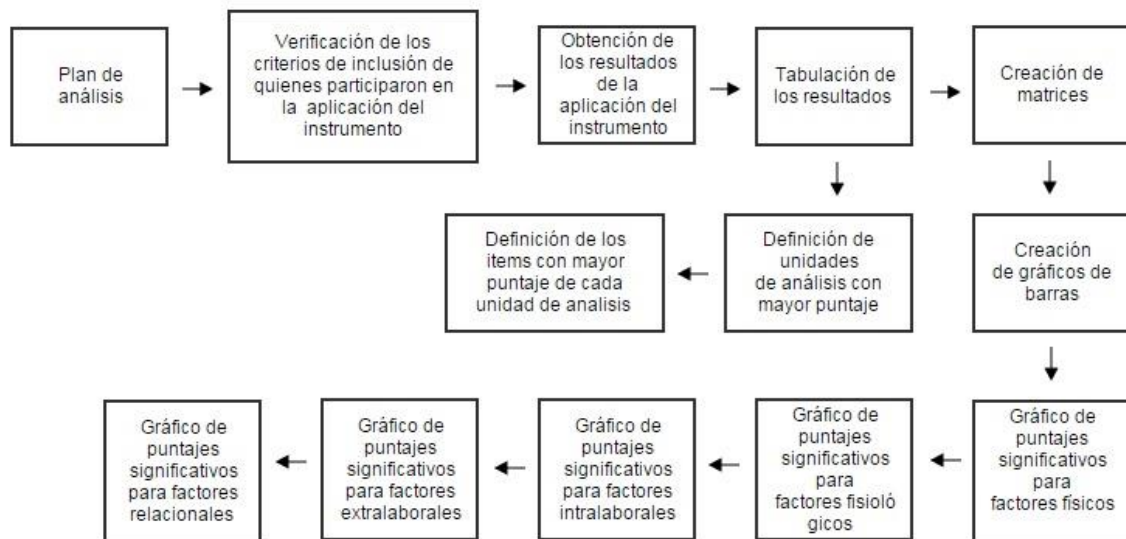 Plan de
análisis
Verificación de los
criterios de inclusión de
quienes participaron en
la aplicación del
instrumento
Obtención de
los resultados
de la
aplicación del
instrumento
Tabulación de
los resultados
Creación de
matrices
Definición de los
items con mayor
puntaje de cada
unidad de analisis
Definición de
unidades
de análisis con
mayor puntaje
Creación
de gráficos de
barras
Gráfico de
puntajes
significativos
para factores
relacionales
Gráfico de
puntajes
significativos
para factores
extralaborales
Gráfico de
puntajes
significativos
para factores
intralaborales
Gráfico de
puntajes
significativos
para
factores fisioló
gicos
Gráfico de
puntajes
significativos
para
factores físicos